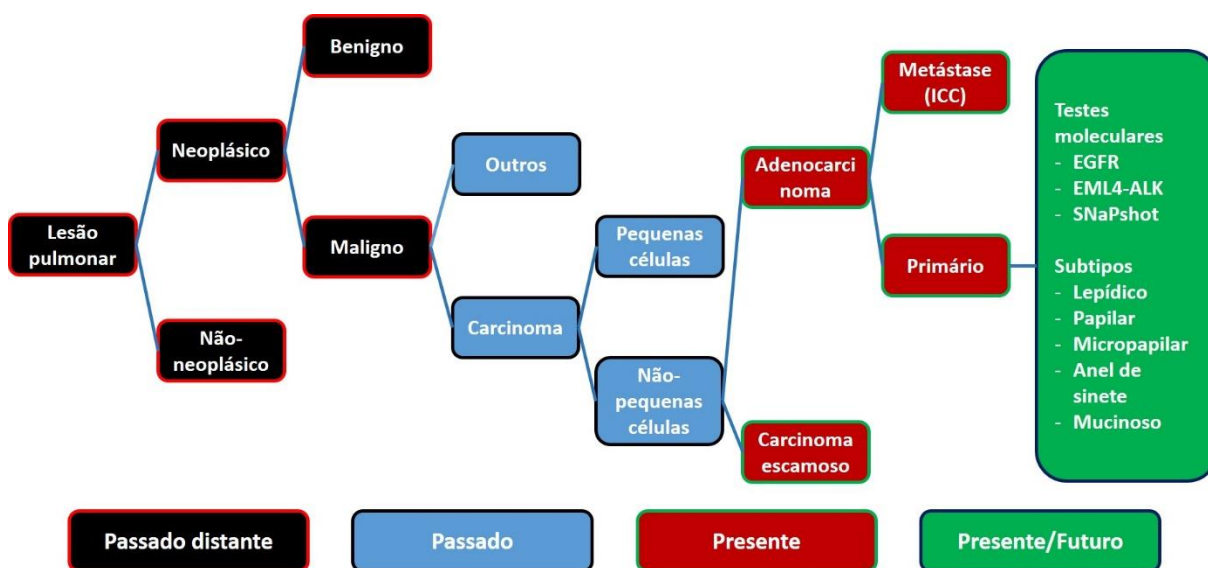 Lesão
pulmonar
Neoplásico
Não-
neoplásico
Benigno
Maligno
Outros
Carcinoma
Pequenas
células
Não-
pequenas
células
Adenocarci
noma
Carcinoma
escamoso
Metástase
(ICC)
Primário
Testes
moleculares
- EGFR
- EML4-ALK
- SNaPshot
Subtipos
- Lepídico
- Papilar
- Micropapilar
- Anel de
sinete
- Mucinoso
Passado distante
Passado
Presente
Presente/Futuro